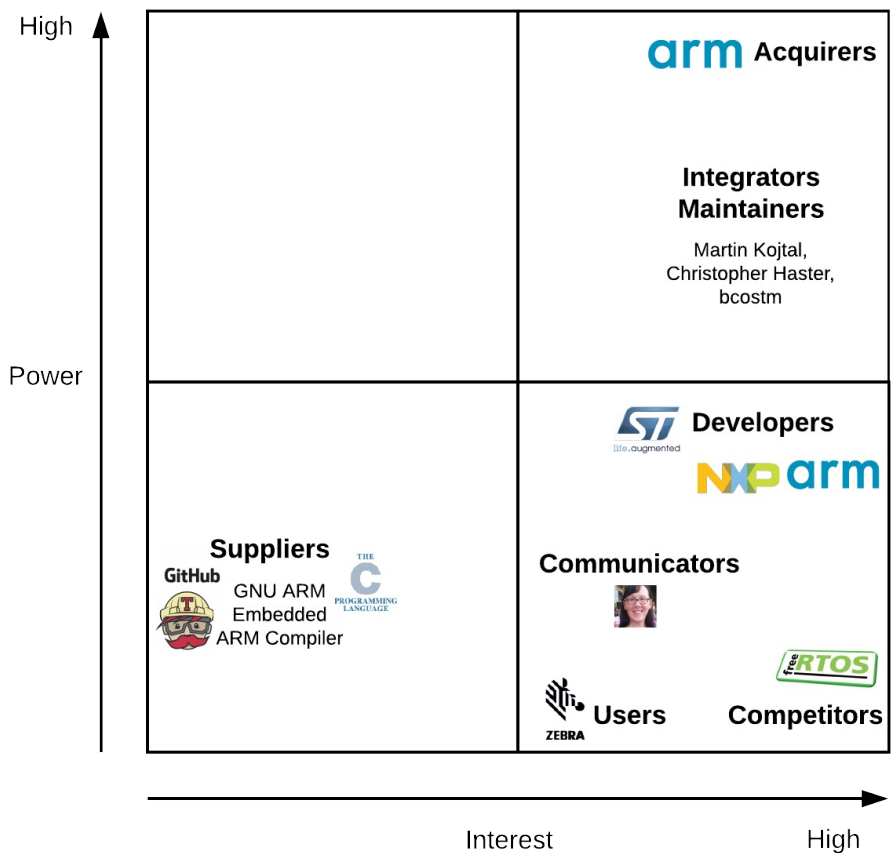 High
arm Acquirers
Integrators
Maintainers
Martin Kojtal,
Christopher Haster,
bcostm
Power
ST Developers
life.augmented
NXP arm
Suppliers
GitHub
T
GNU ARM
Embedded
ARM Compiler
THE
C
PROGRAMMING
LANGUAGE
Communicators
free RTOS
ZEBRA
Users
Competitors
Interest
High